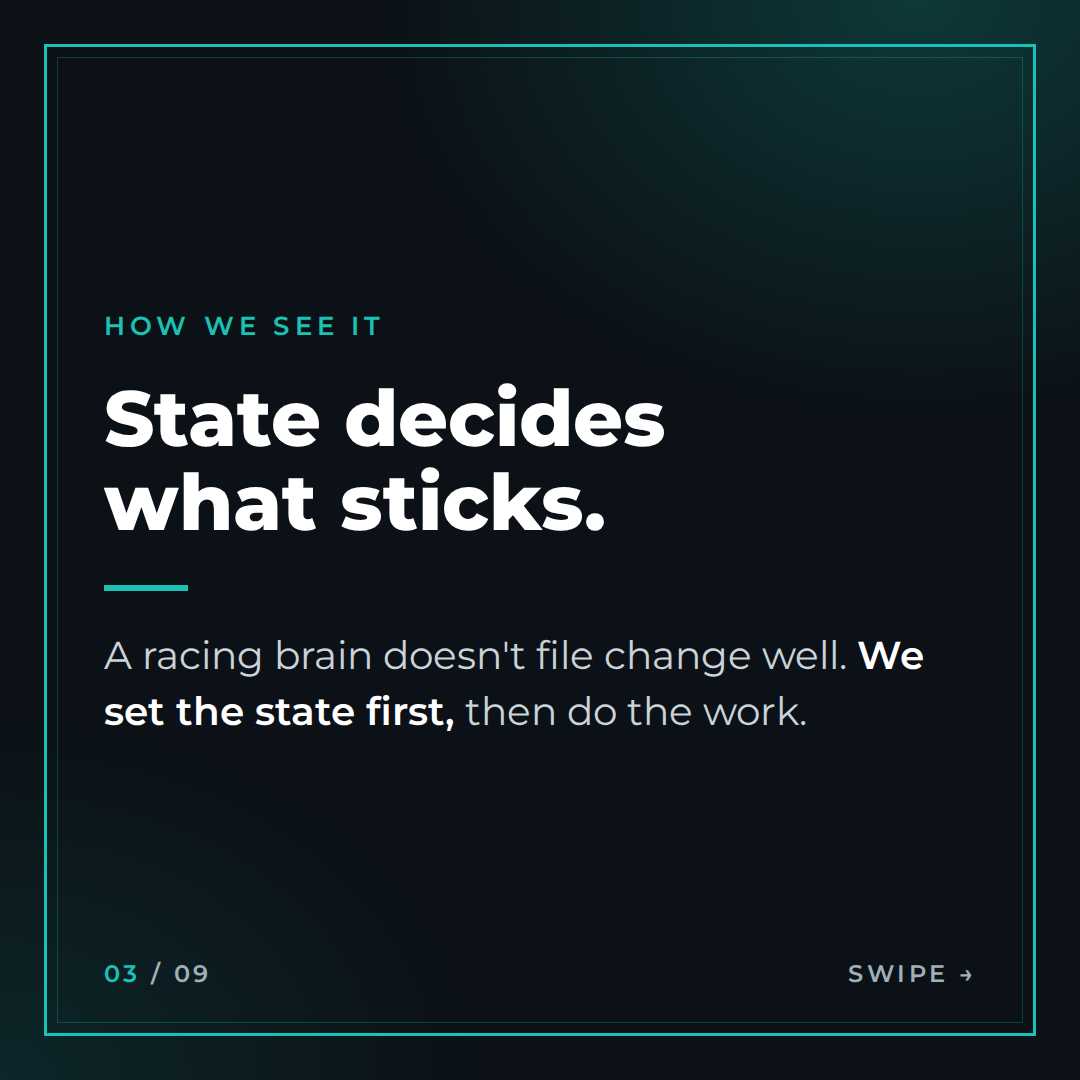 HOW WE SEE IT
State decides
what sticks.
A racing brain doesn't file change well. We
set the state first, then do the work.
03 / 09
SWIPE →